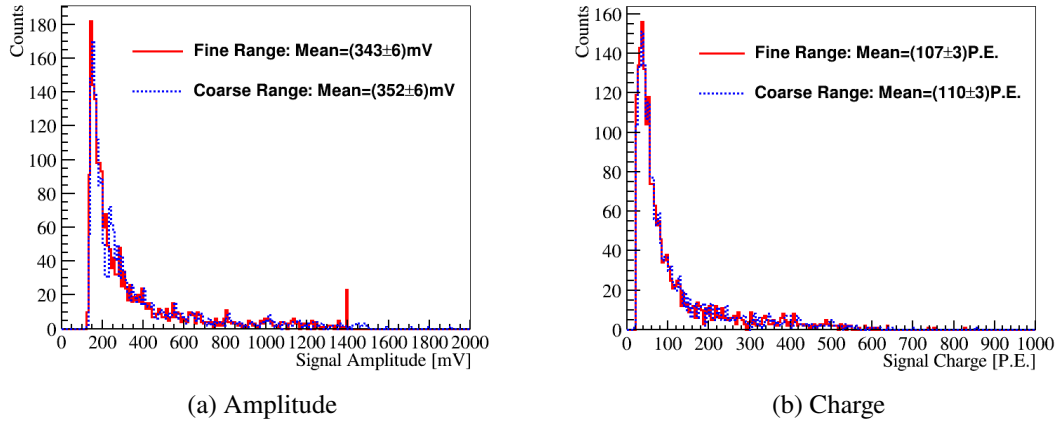 Counts
180
160
140
120
100
80
60
40
20
0
Fine Range: Mean=(343±6)mV
Coarse Range: Mean=(352±6)mV
0 200 400 600 800 1000 1200 1400 1600 1800 2000
Signal Amplitude [mV]
(a) Amplitude
Counts
160
140
120
100
80
60
40
20
0
Fine Range: Mean=(107±3)P.E.
Coarse Range: Mean=(110±3)P.E.
0 100 200 300 400 500 600 700 800 900 1000
Signal Charge [P.E.]
(b) Charge